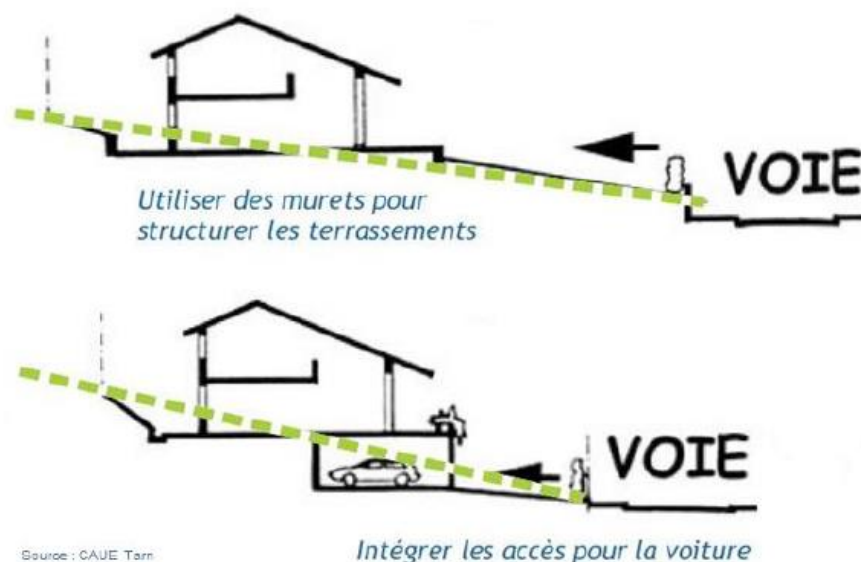 VOIE
Utiliser des murets pour
structurer les terrassements
VOIE
Source : CAUE Tarn
Intégrer les accès pour la voiture